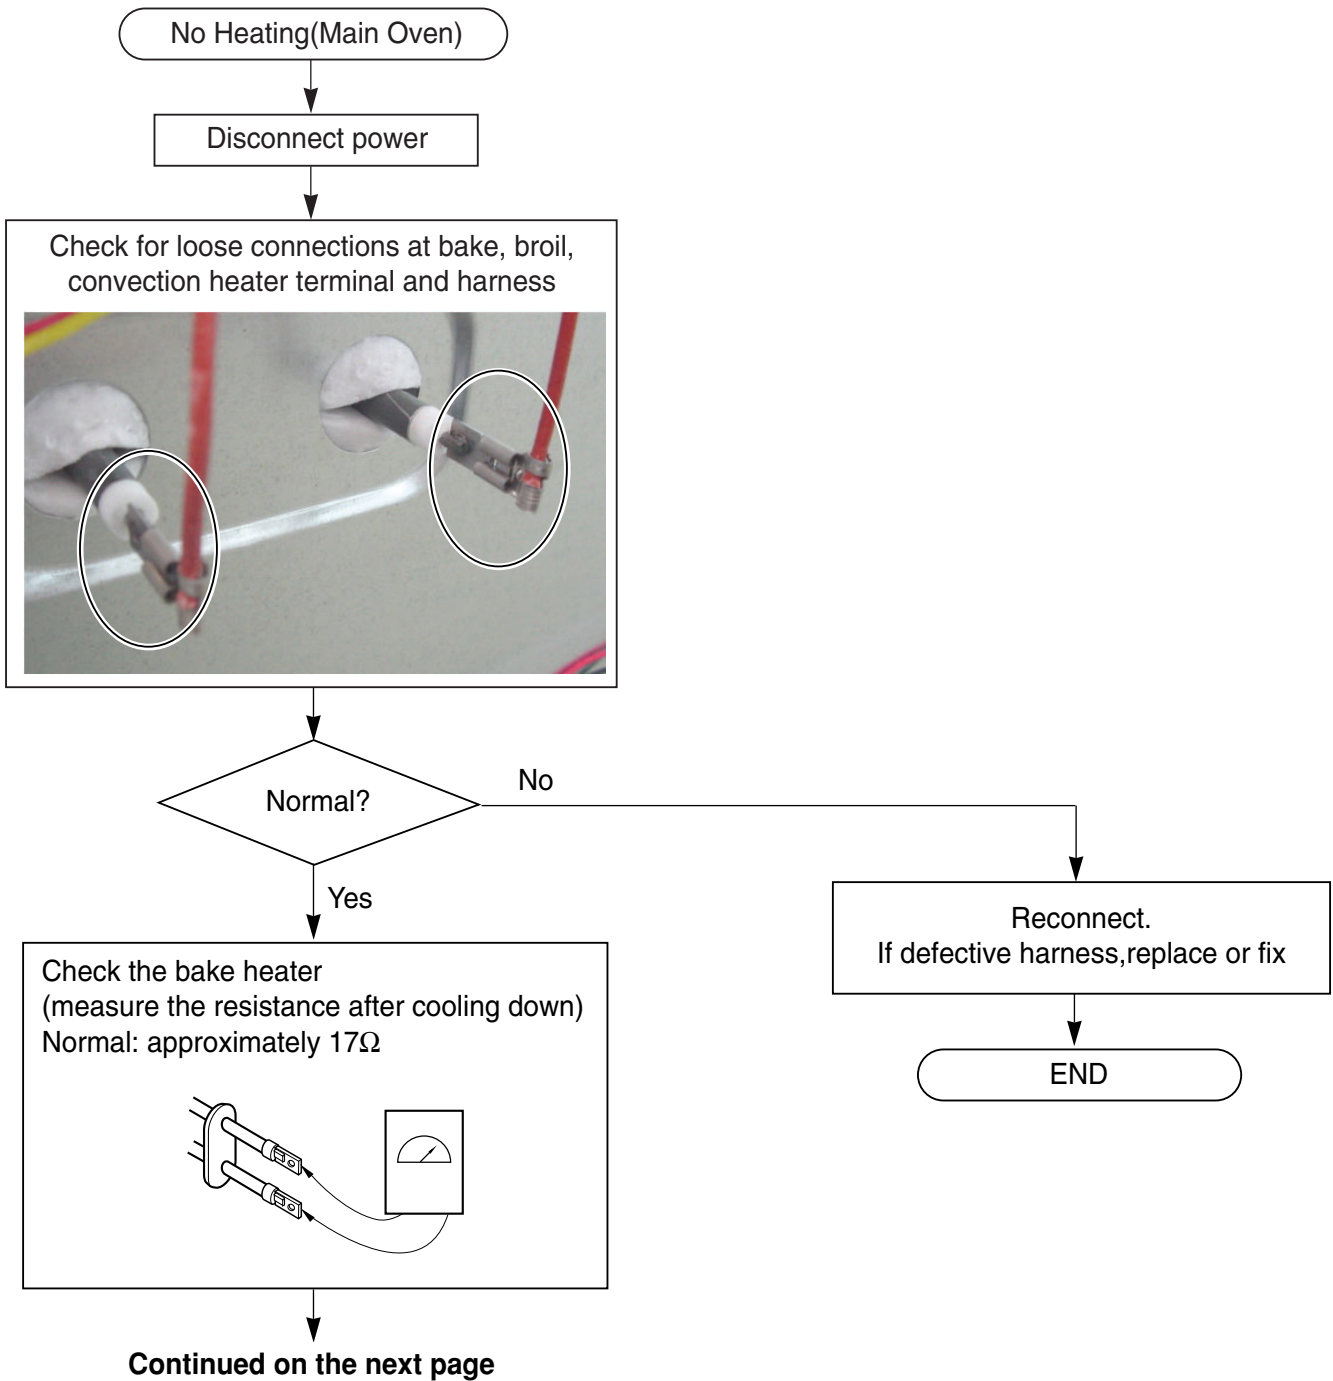 No Heating(Main Oven)
Disconnect power
Check for loose connections at bake, broil,
convection heater terminal and harness
Normal?
No
Yes
Reconnect.
If defective harness,replace or fix
END
Check the bake heater
(measure the resistance after cooling down)
Normal: approximately 17Ω
Continued on the next page